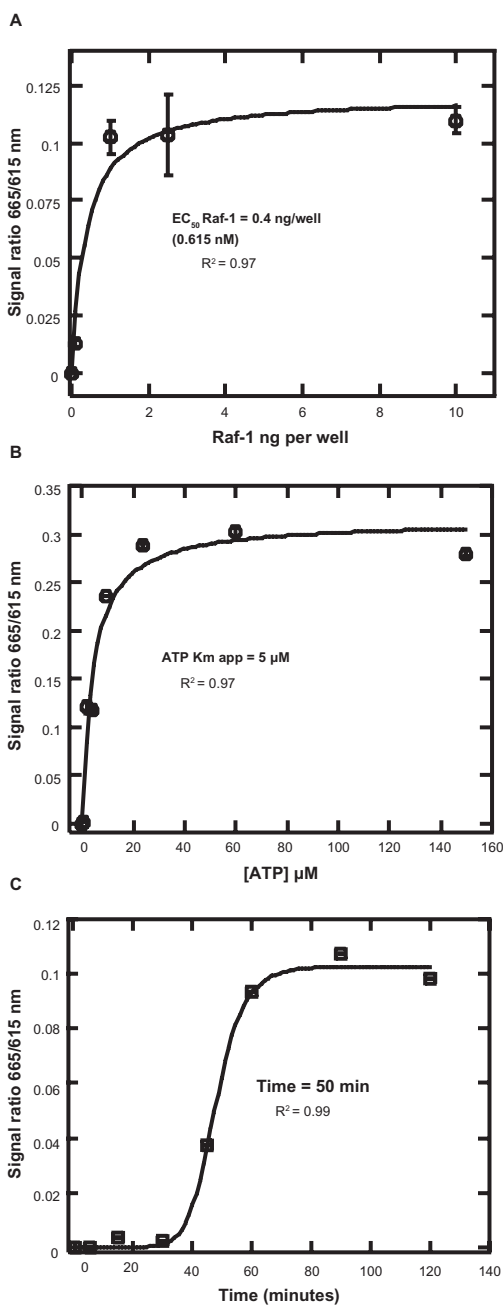 A
0.125
0.1
0.075
0.05
0.025
0
Signal ratio 665/615 nm
EC50 Raf-1 = 0.4 ng/well
(0.615 nM)
R² = 0.97
0 2 4 6 8 10
Raf-1 ng per well
B
0.35
0.3
0.25
0.2
0.15
0.1
0.05
0
Signal ratio 665/615 nm
ATP Km app = 5 µM
R² = 0.97
0 20 40 60 80 100 120 140 160
[ATP] µM
C
0.12
0.1
0.08
0.06
0.04
0.02
0
Signal ratio 665/615 nm
Time = 50 min
R² = 0.99
0 20 40 60 80 100 120 140
Time (minutes)